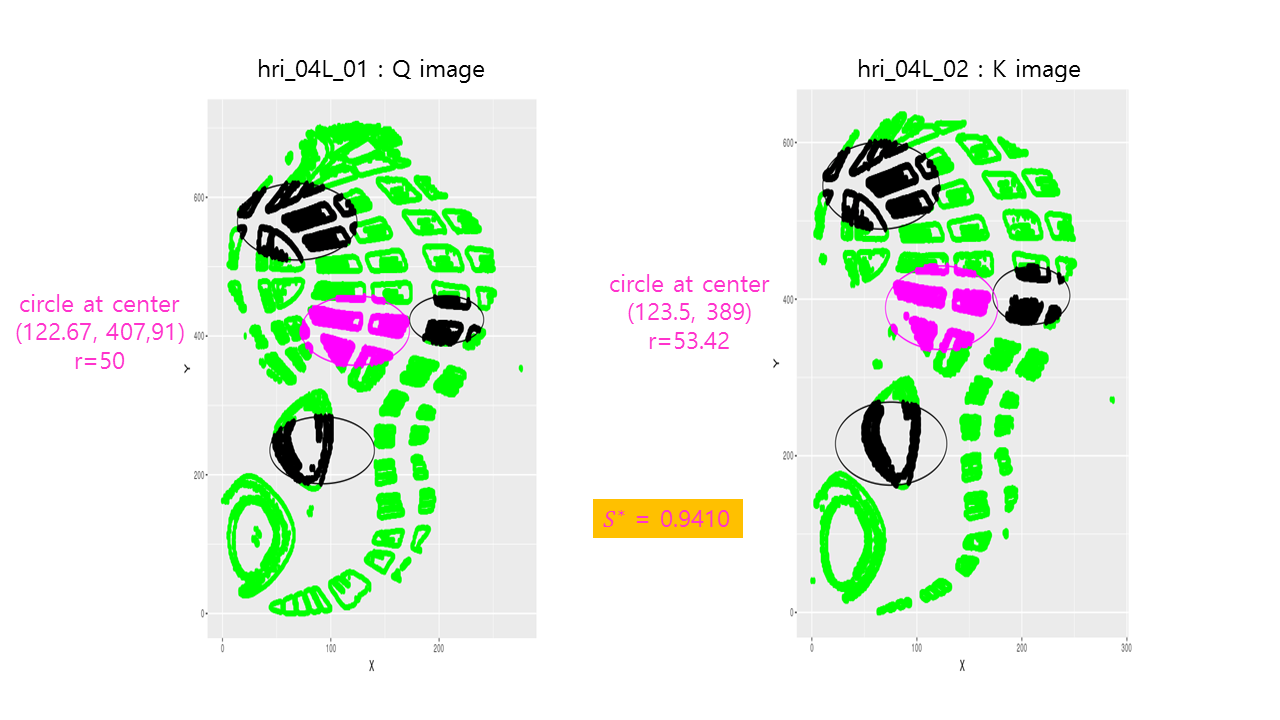 hri_04L_01 : Q image
hri_04L_02 : K image
circle at center
(122.67, 407,91)
r=50
600
400
200
0
Y
0
100
200
X
circle at center
(123.5, 389)
r=53.42
S* = 0.9410
600
400
200
0
Y
0
100
200
300
X